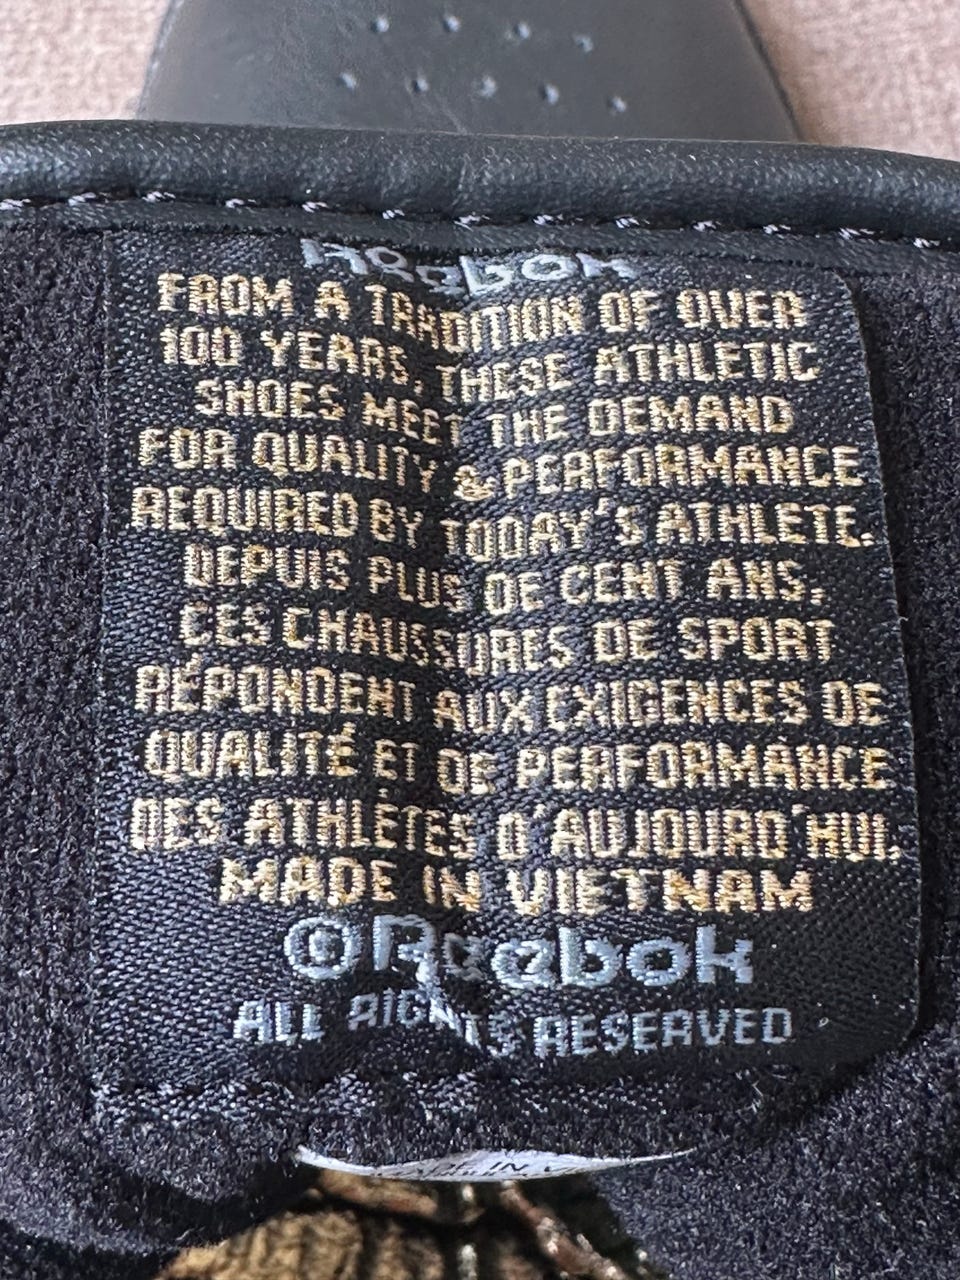 Reebok
FROM A TRADITION OF OVER
100 YEARS, THESE ATHLETIC
SHOES MEET THE DEMAND
FOR QUALITY & PERFORMANCE
REQUIRED BY TODAY'S ATHLETE.
DEPUIS PLUS DE CENT ANS,
CES CHAUSSURES DE SPORT
RÉPONDENT AUX EXIGENCES DE
QUALITÉ ET DE PERFORMANCE
DES ATHLÈTES D'AUJOURD'HUI.
MADE IN VIETNAM
©Reebok
ALL RIGHTS RESERVED
MADE IN